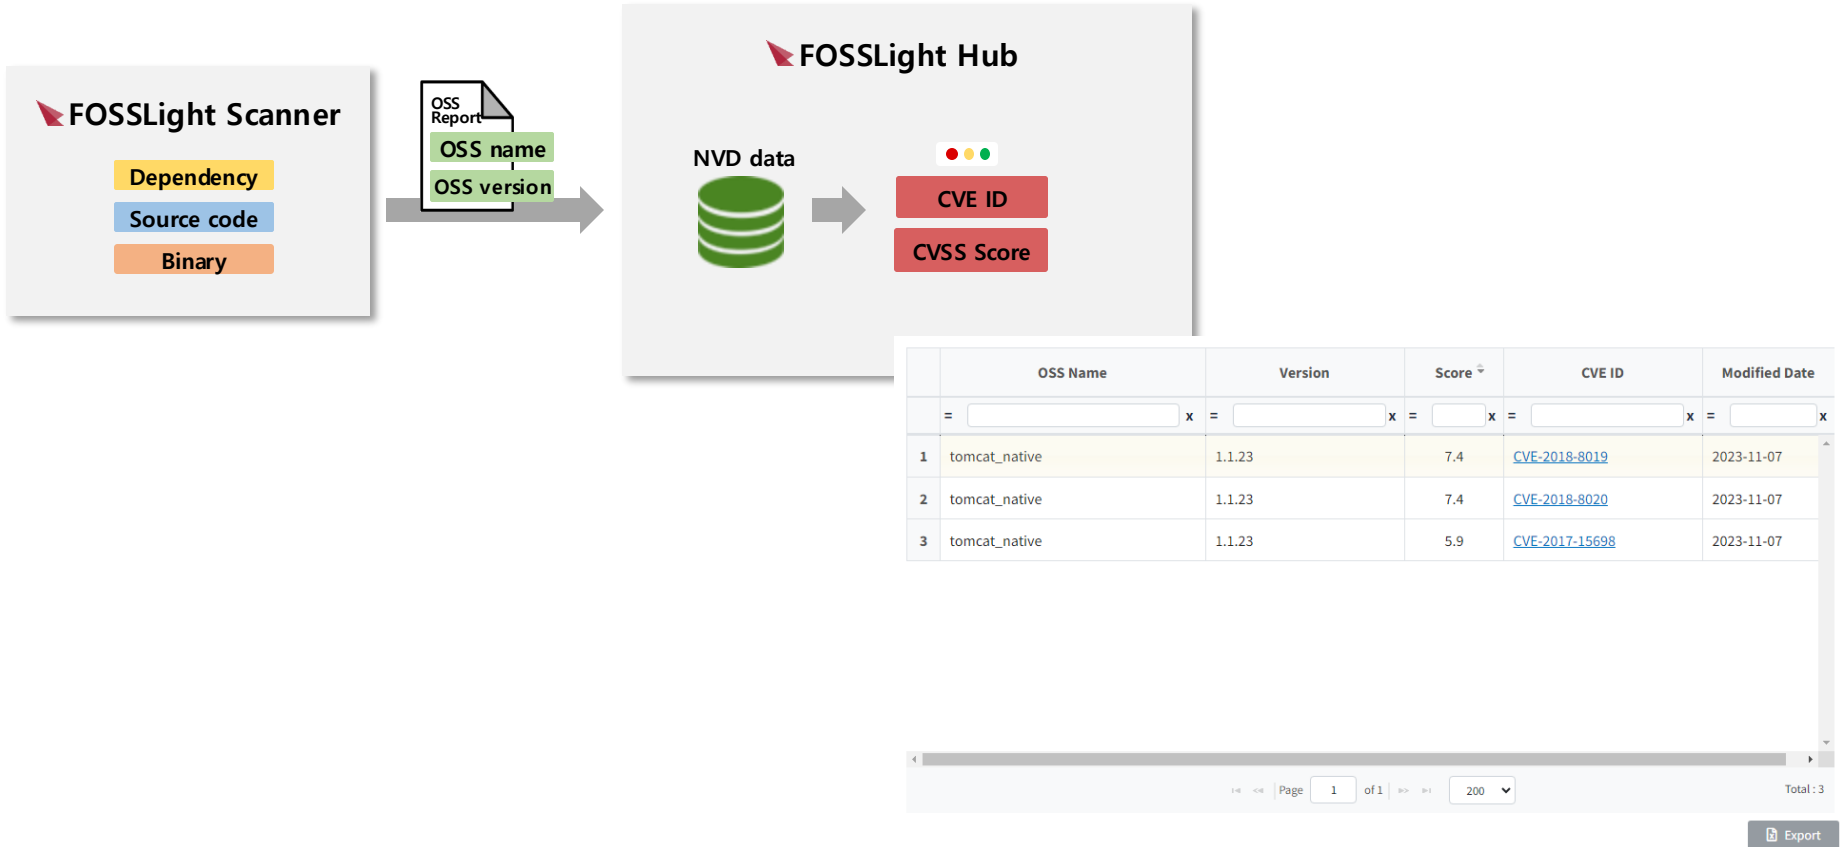 FOSSLight Scanner
Dependency
Source code
Binary
OSS
Report
OSS name
OSS version
FOSSLight Hub
NVD data
CVE ID
CVSS Score
OSS Name Version Score CVE ID Modified Date
= x = x = x = x = x
1 tomcat_native 1.1.23 7.4 CVE-2018-8019 2023-11-07
2 tomcat_native 1.1.23 7.4 CVE-2018-8020 2023-11-07
3 tomcat_native 1.1.23 5.9 CVE-2017-15698 2023-11-07
Page 1 of 1 200 Total : 3
Export